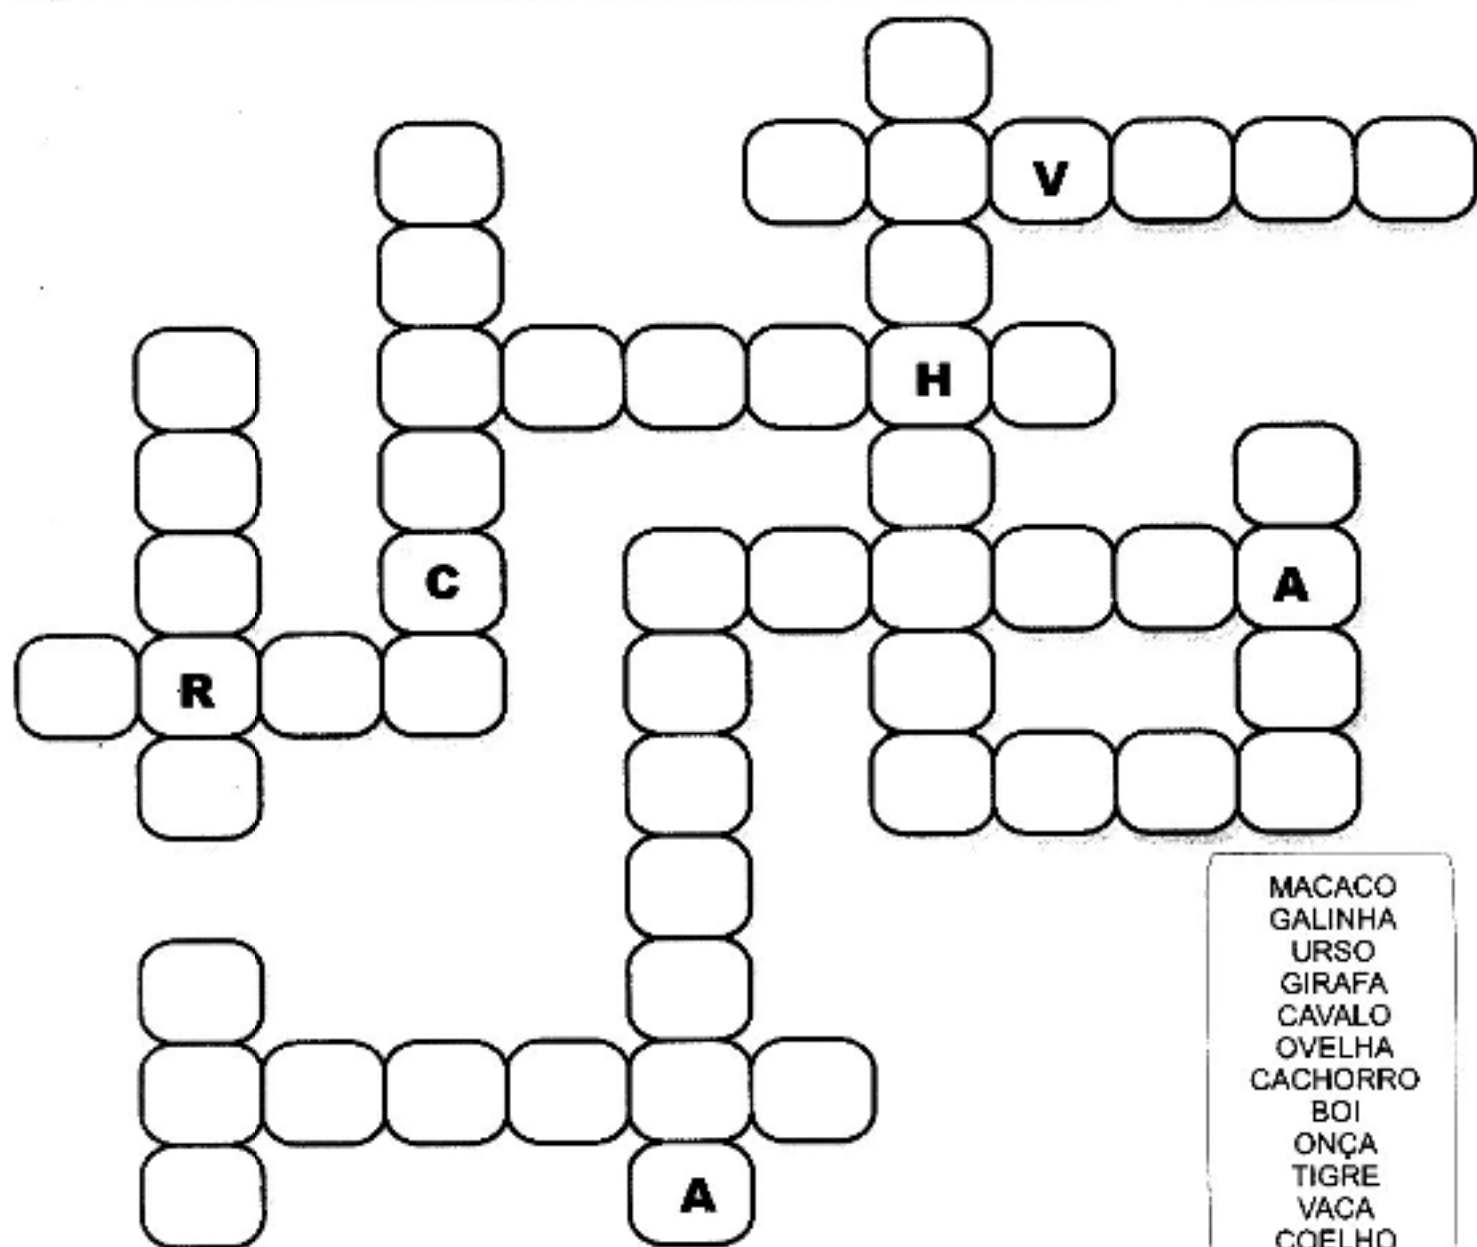 V
H
C
A
R
A
MACACO
GALINHA
URSO
GIRAFA
CAVALO
OVELHA
CACHORRO
BOI
ONÇA
TIGRE
VACA
COELHO